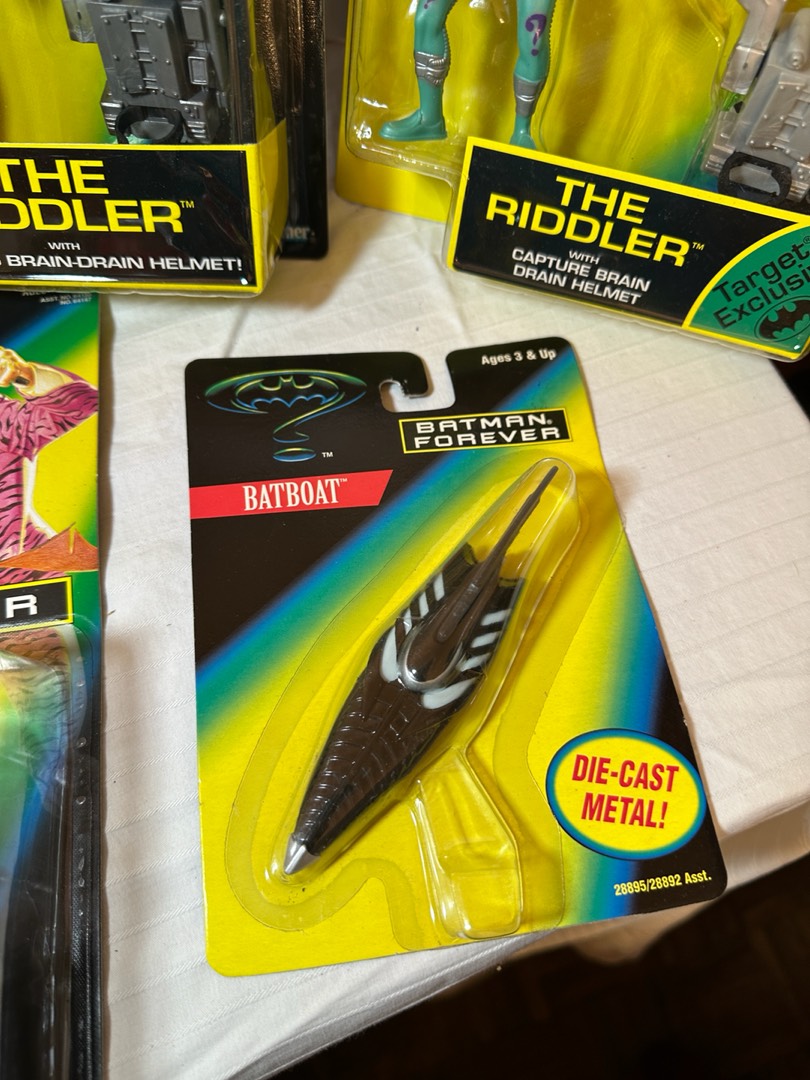 THE
DDLER™
WITH
BRAIN-DRAIN HELMET!
THE
RIDDLER™
WITH
CAPTURE BRAIN
DRAIN HELMET
Target
Exclusi
R
Ages 3 & Up
BATMAN®
FOREVER
™
BATBOAT™
DIE-CAST
METAL!
28895/28892 Asst.